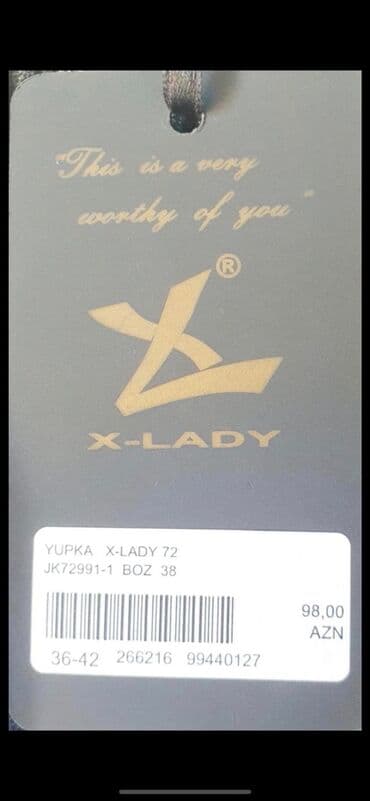 "This is a very
worthy of you"
®
X-LADY
YUPKA X-LADY 72
JK72991-1 BOZ 38
98,00
AZN
36-42 266216 99440127